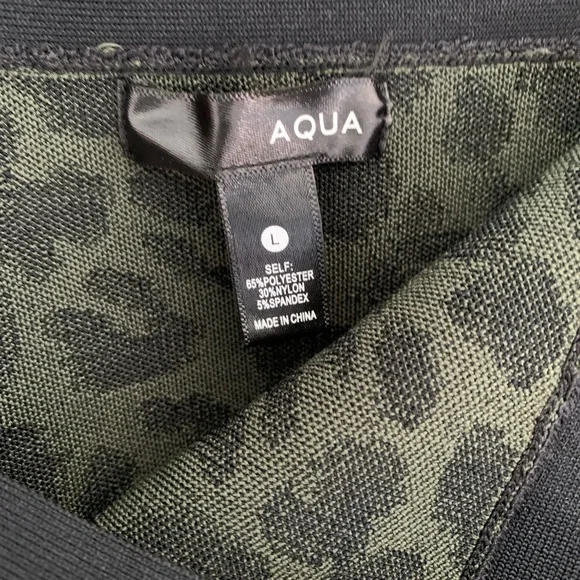 AQUA
L
SELF:
65%POLYESTER
30%NYLON
5%SPANDEX
MADE IN CHINA